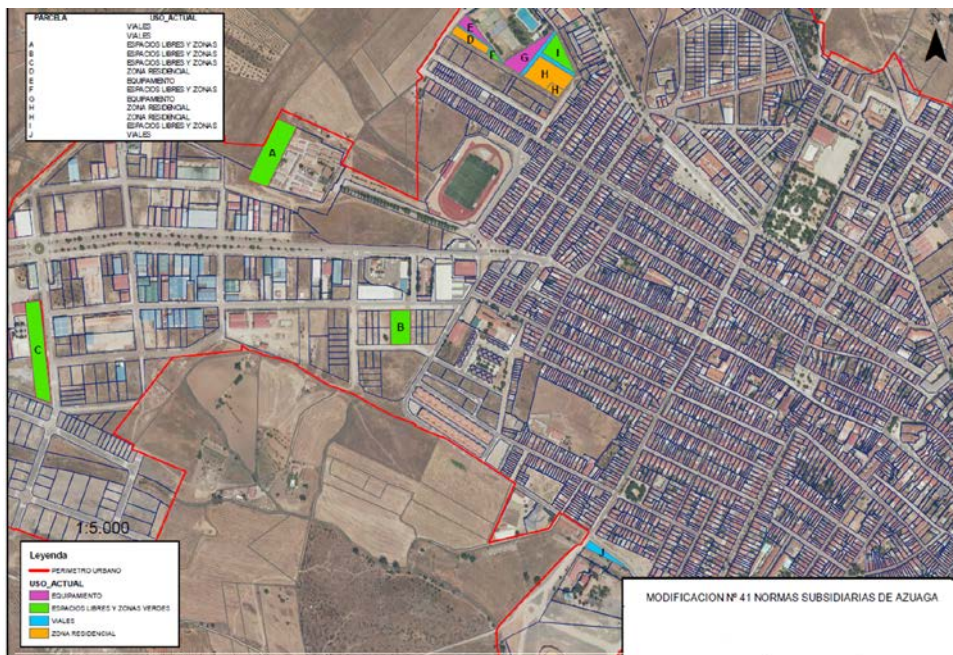 PARCELA USO_ACTUAL
VIALES
VIALES
A ESPACIOS LIBRES Y ZONAS
B ESPACIOS LIBRES Y ZONAS
C ESPACIOS LIBRES Y ZONAS
D ZONA RESIDENCIAL
E EQUIPAMIENTO
F ESPACIOS LIBRES Y ZONAS
G EQUIPAMIENTO
H ZONA RESIDENCIAL
H ZONA RESIDENCIAL
I ESPACIOS LIBRES Y ZONAS
J VIALES
N
E
D
F
G
I
H
H
A
B
C
J
1:5.000
Leyenda
PERIMETRO URBANO
USO_ACTUAL
EQUIPAMIENTO
ESPACIOS LIBRES Y ZONAS VERDES
VIALES
ZONA RESIDENCIAL
MODIFICACION Nº 41 NORMAS SUBSIDIARIAS DE AZUAGA